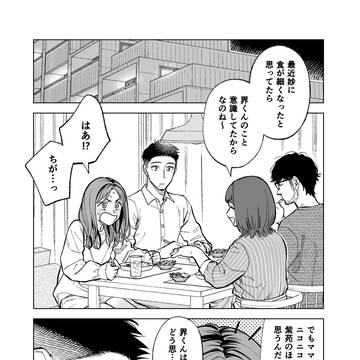 最近妙に
食が細くなったと
思ってたら
界くんのこと
意識してたから
なのね〜
はあ!?
ちが…っ
でもママ
ニコニコ
紫苑のほ
思うんだ
界くんは
どう思…